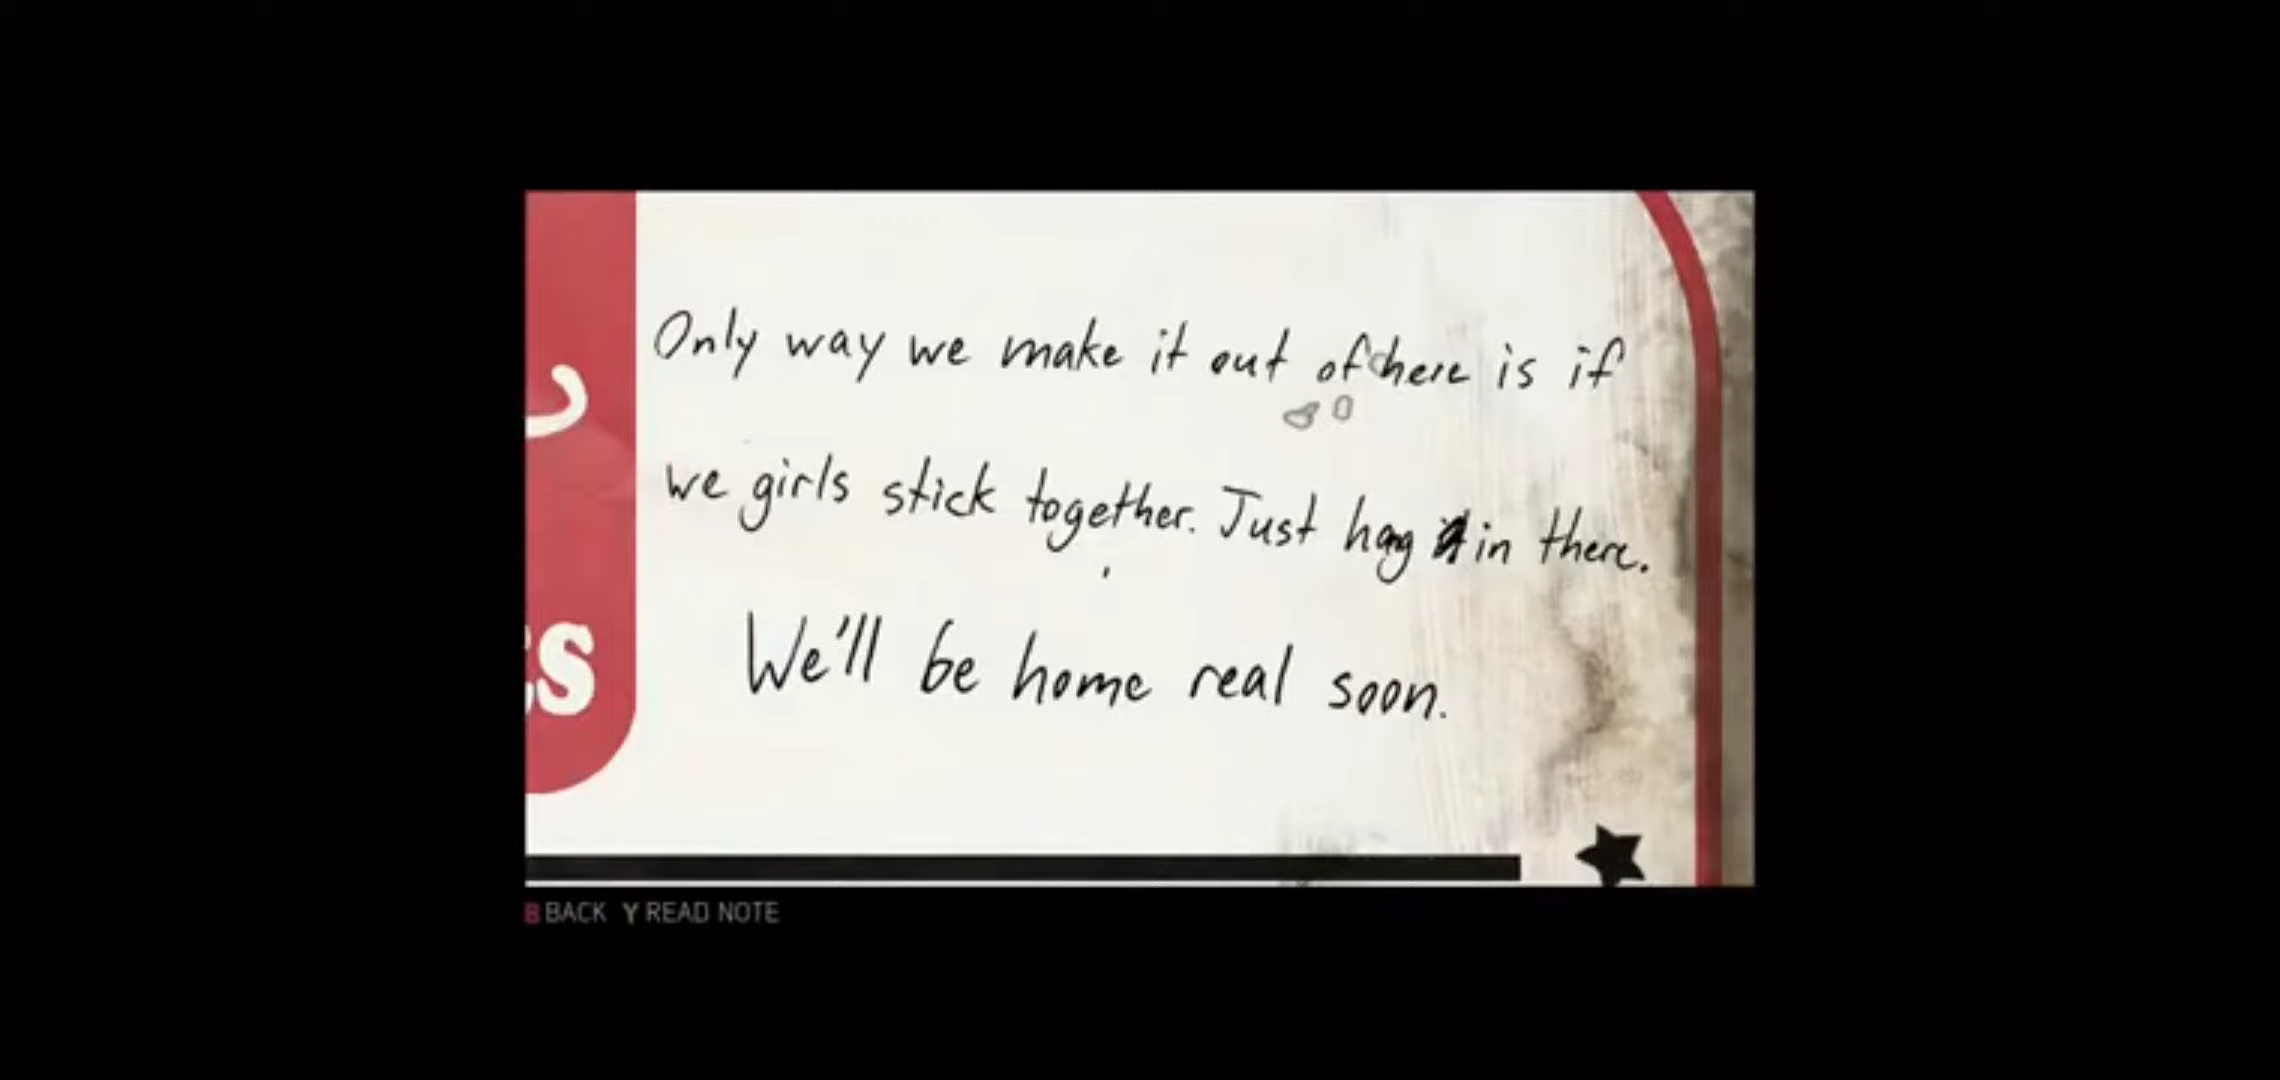 Only way we make it out of here is if
we girls stick together. Just hang in there.
We'll be home real soon.
ts
B BACK Y READ NOTE